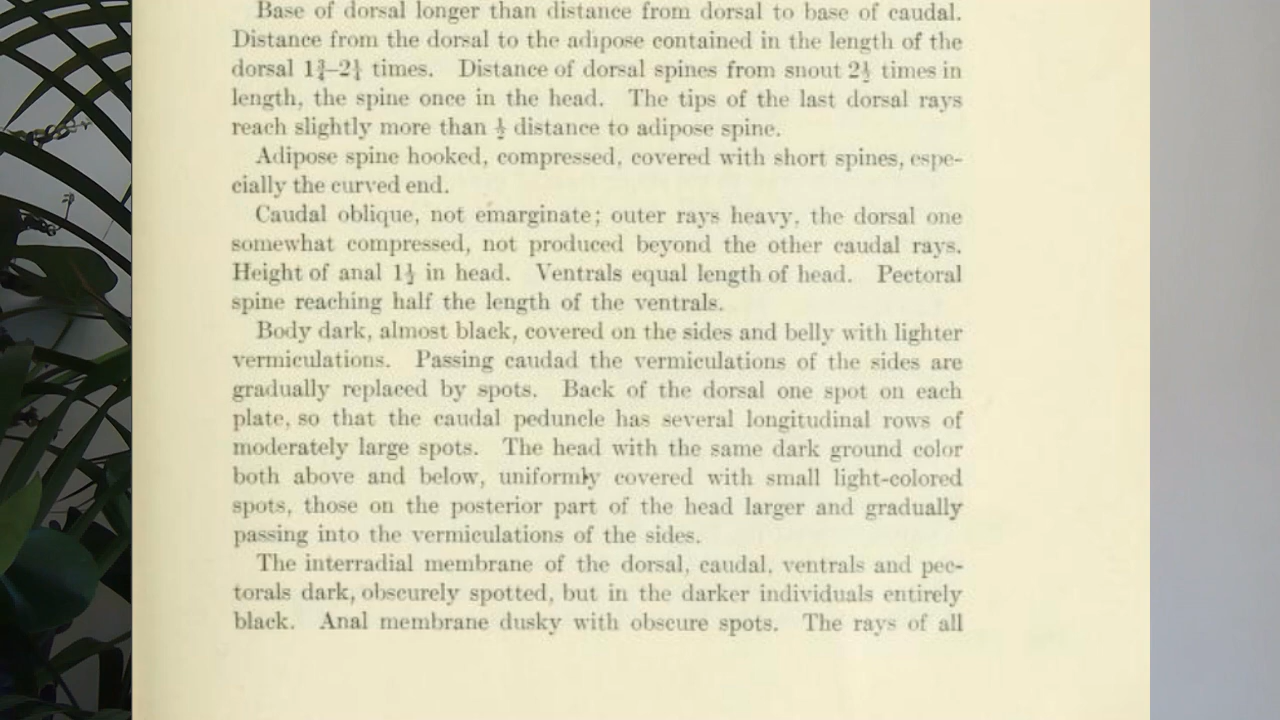 Base of dorsal longer than distance from dorsal to base of caudal.
Distance from the dorsal to the adipose contained in the length of the
dorsal times. Distance of dorsal spines from snout times in
length, the spine once in the head. The tips of the last dorsal rays
reach slightly more than ½ distance to adipose spine.
Adipose spine hooked, compressed, covered with short spines, espe-
cially the curved end.
Caudal oblique, not emarginate; outer rays heavy, the dorsal one
somewhat compressed, not produced beyond the other caudal rays.
Height of anal in head. Ventrals equal length of head. Pectoral
spine reaching half the length of the ventrals.
Body dark, almost black, covered on the sides and belly with lighter
vermiculations. Passing caudad the vermiculations of the sides are
gradually replaced by spots. Back of the dorsal one spot on each
plate, so that the caudal peduncle has several longitudinal rows of
moderately large spots. The head with the same dark ground color
both above and below, uniformly covered with small light-colored
spots, those on the posterior part of the head larger and gradually
passing into the vermiculations of the sides.
The interradial membrane of the dorsal, caudal, ventrals and pec-
torals dark, obscurely spotted, but in the darker individuals entirely
black. Anal membrane dusky with obscure spots. The rays of all